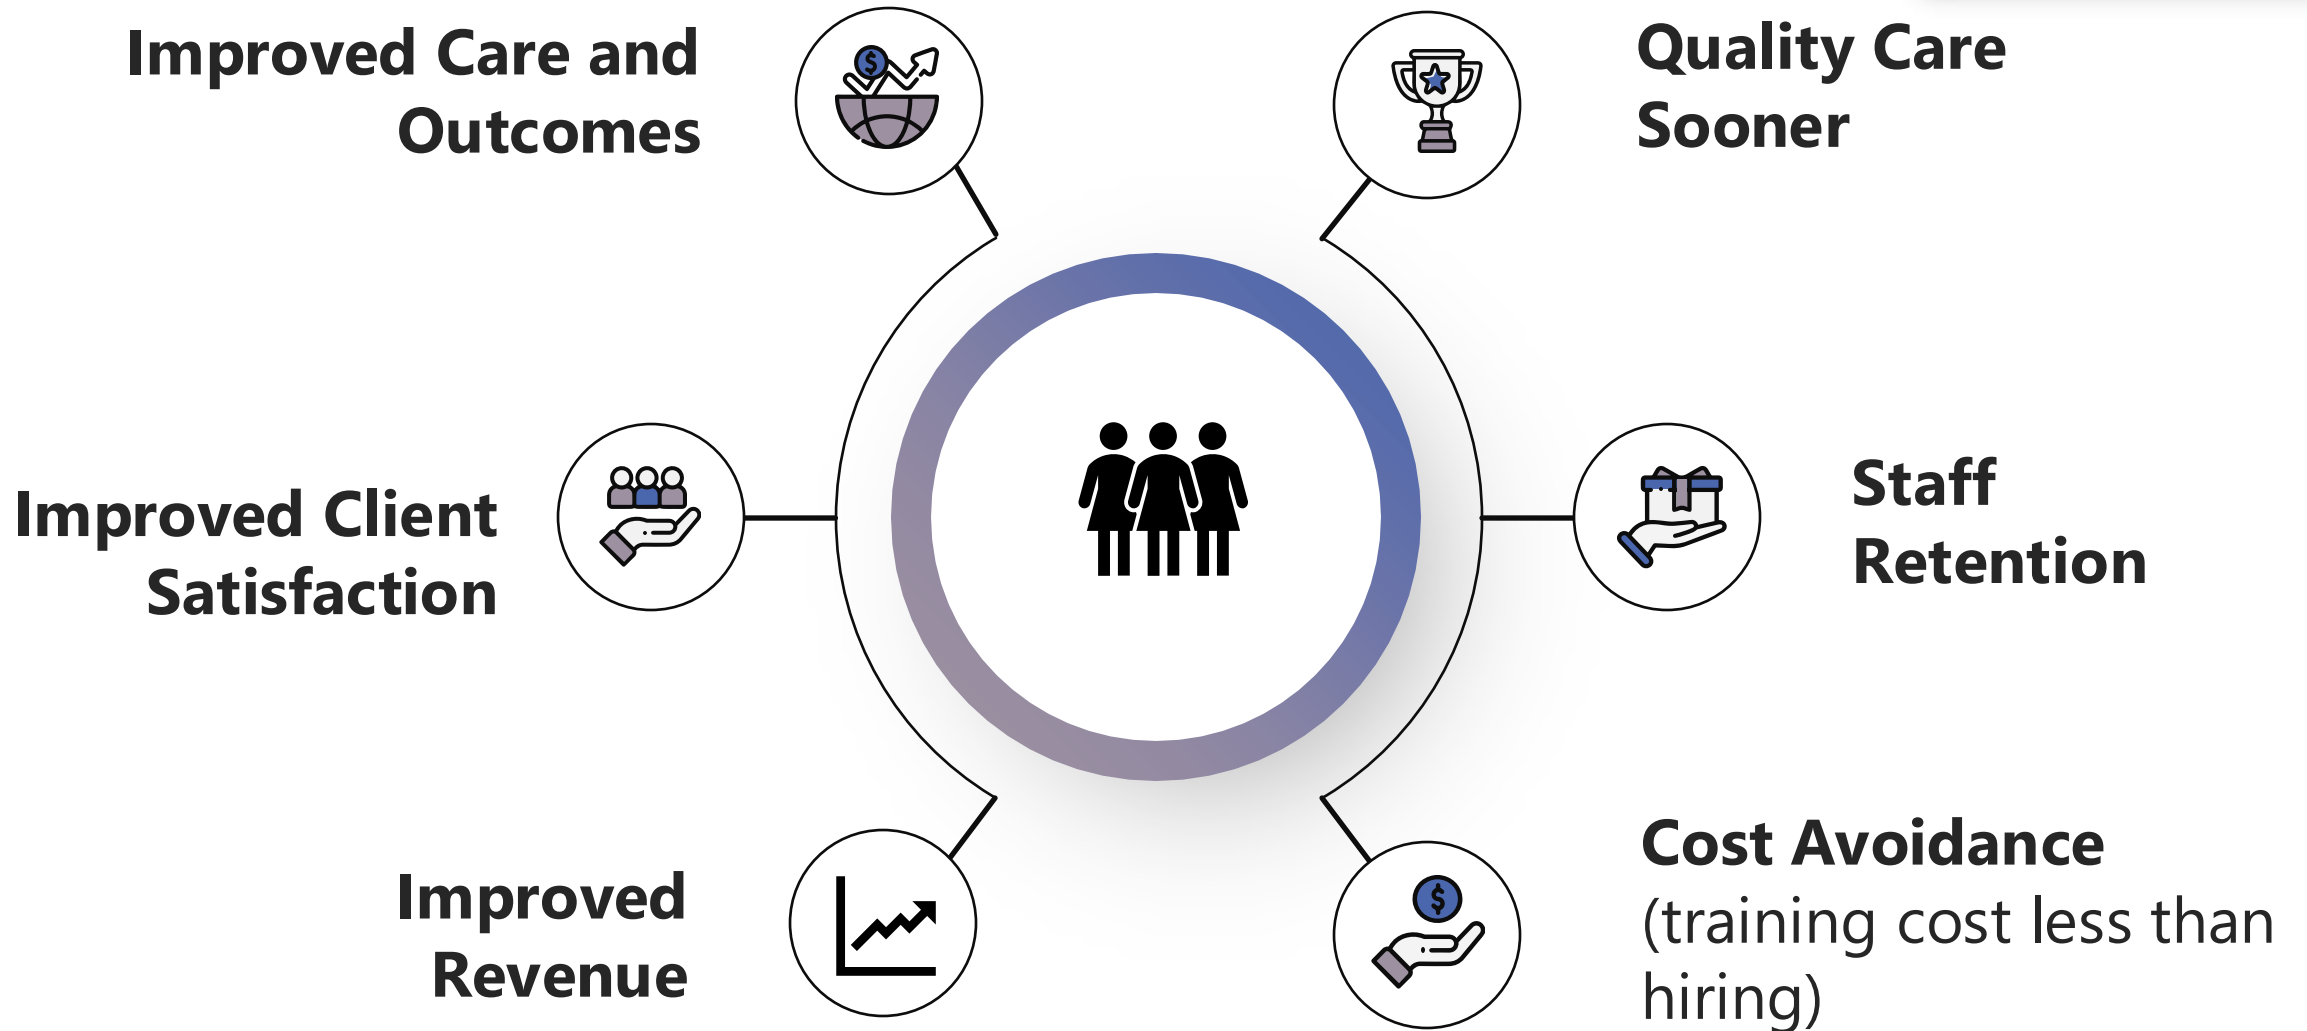 Improved Care and
Outcomes
Quality Care
Sooner
Improved Client
Satisfaction
Staff
Retention
Improved
Revenue
Cost Avoidance
(training cost less than
hiring)
$
$